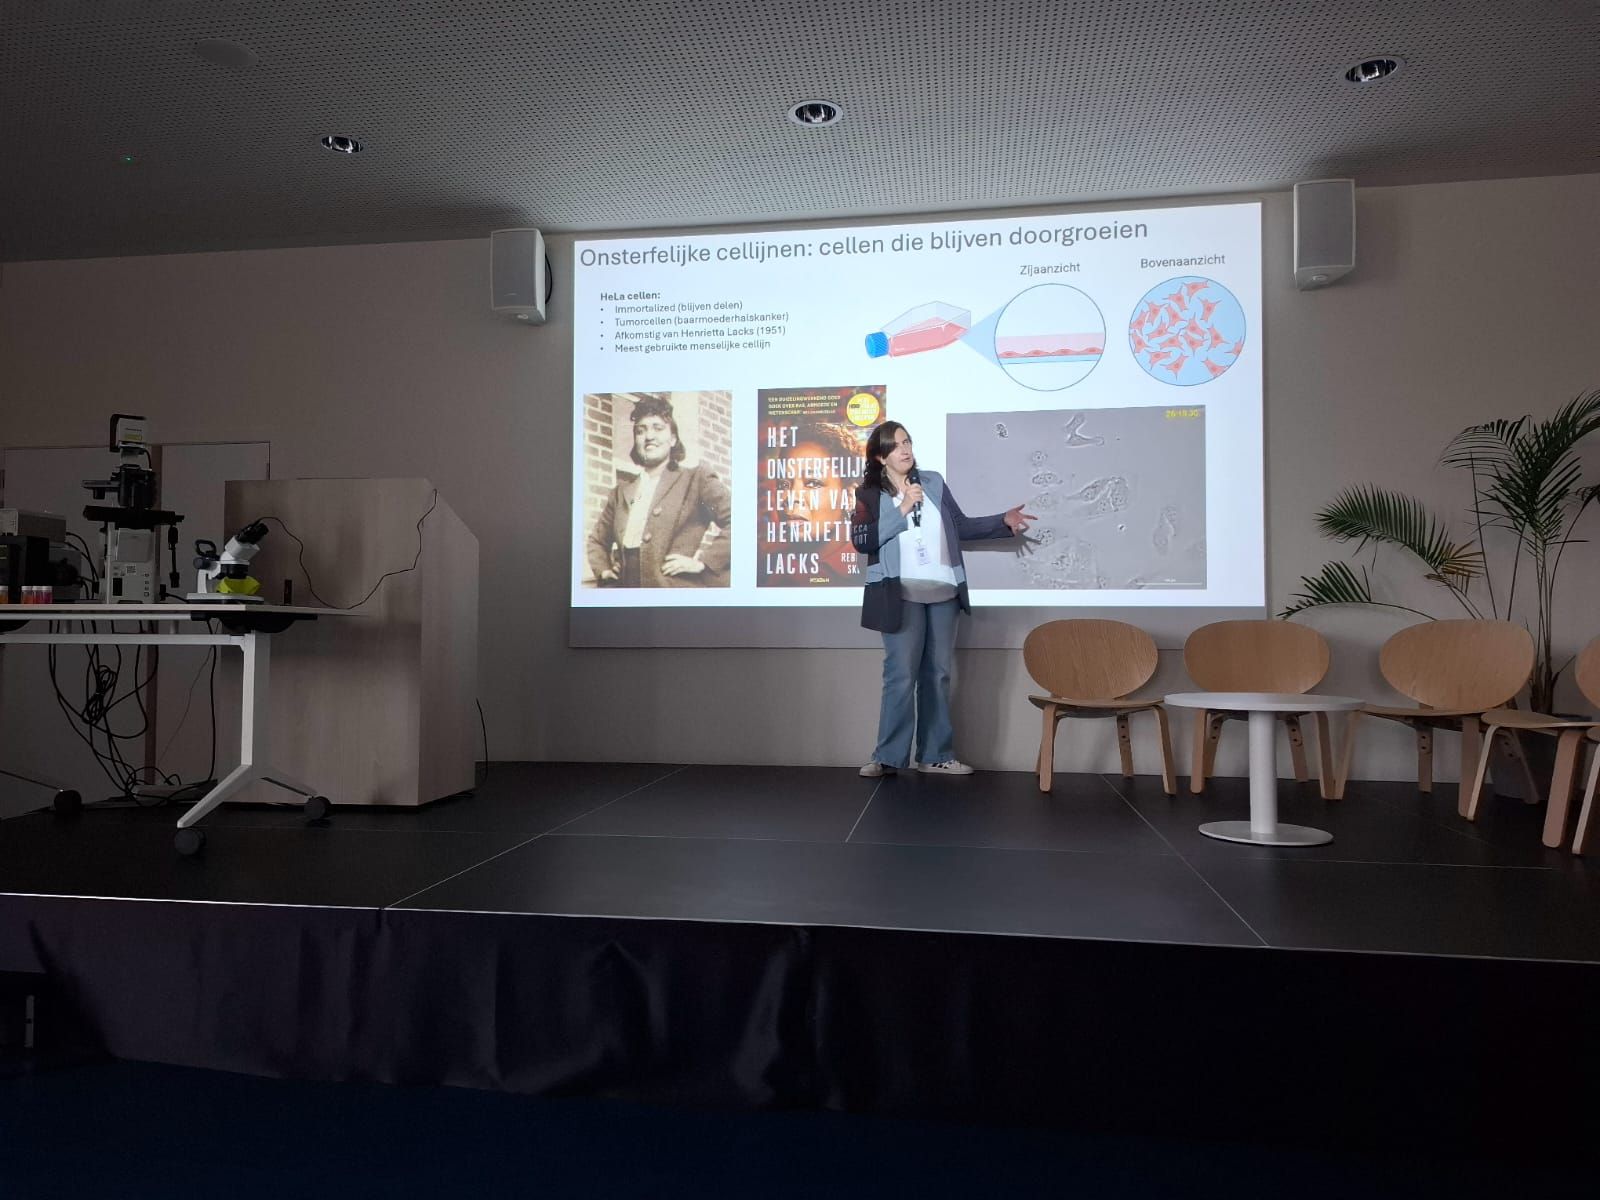 Onsterfelijke cellijnen: cellen die blijven doorgroeien
Zijaanzicht
Bovenaanzicht
HeLa cellen:
• Immortalized (blijven delen)
• Tumorcellen (baarmoederhalskanker)
• Afkomstig van Henrietta Lacks (1951)
• Meest gebruikte menselijke cellijn
HET
ONSTERFELIJ
LEVEN VA
HENRIETT
LACKS